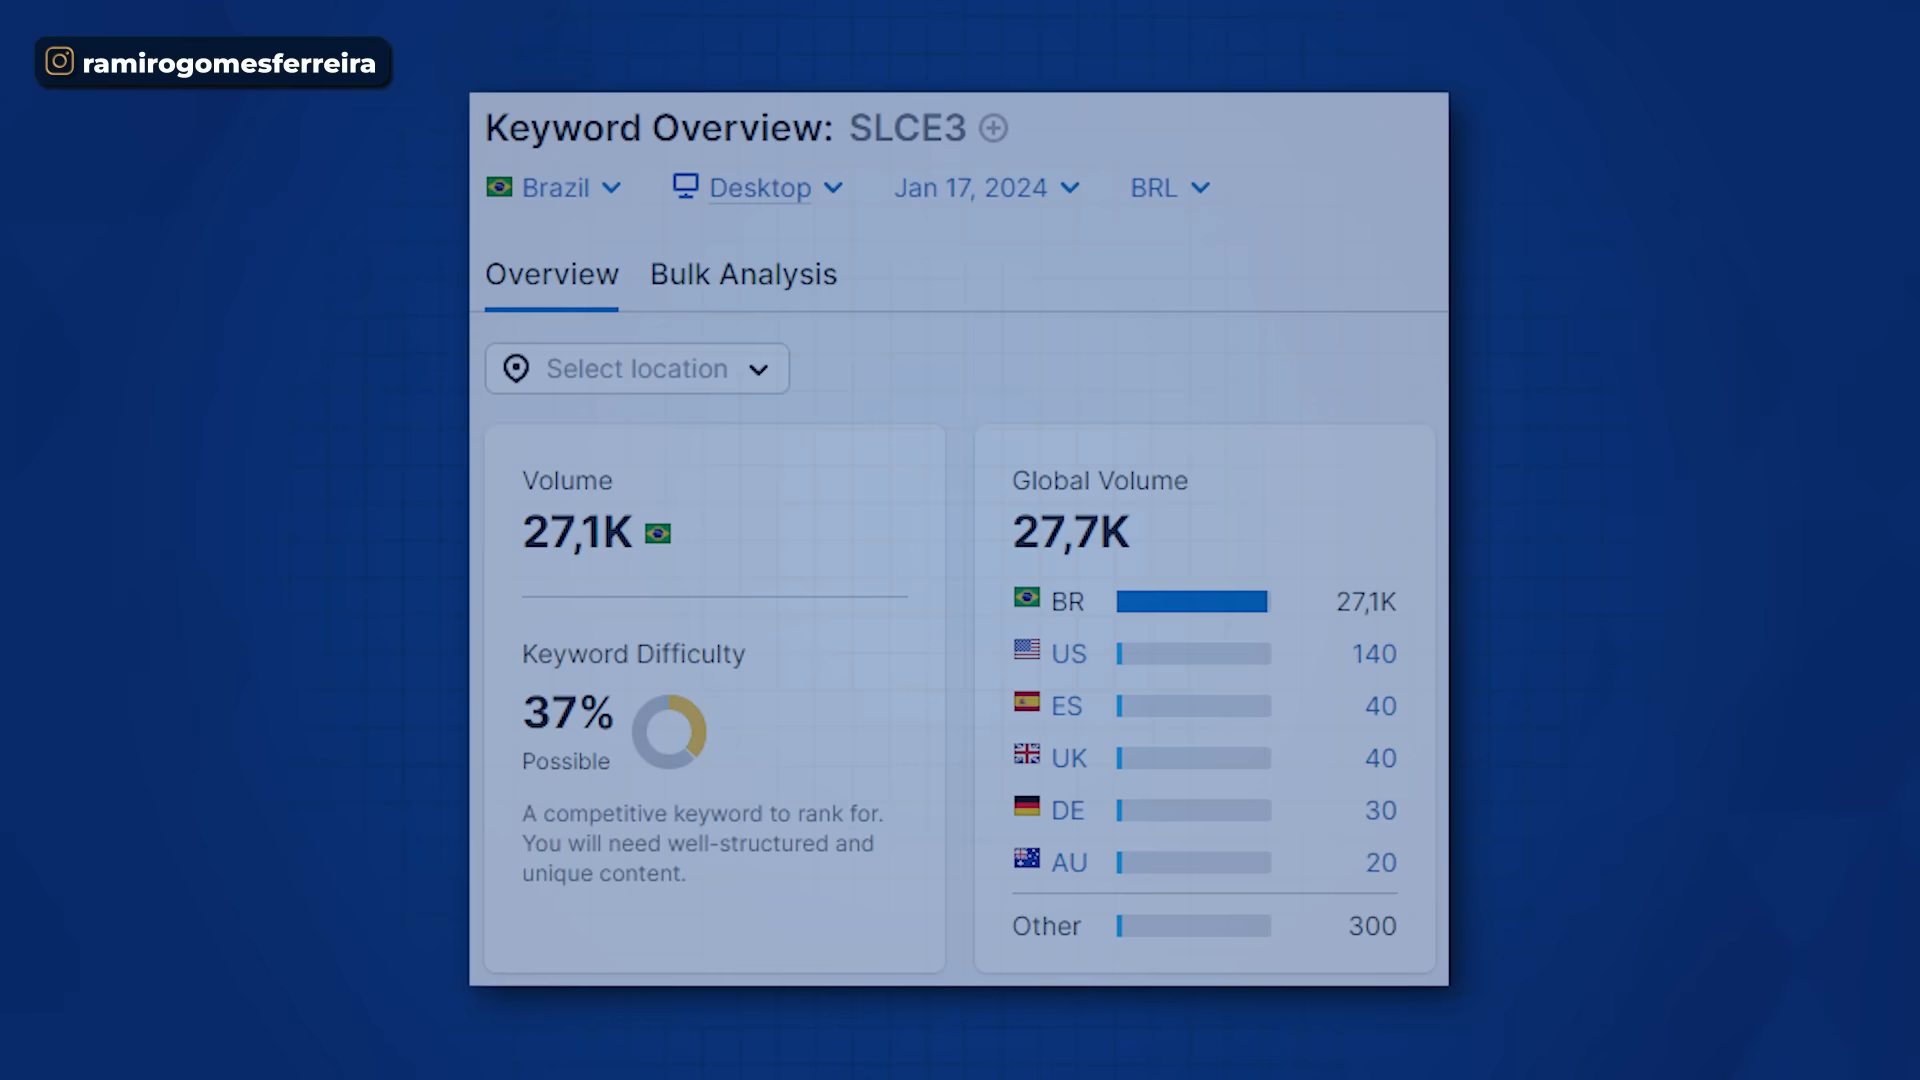 ramirogomesferreira
Keyword Overview: SLCE3
Brazil Desktop Jan 17, 2024 BRL
Overview Bulk Analysis
Select location
Volume
27,1K
Keyword Difficulty
37%
Possible
A competitive keyword to rank for.
You will need well-structured and
unique content.
Global Volume
27,7K
BR 27,1K
US 140
ES 40
UK 40
DE 30
AU 20
Other 300